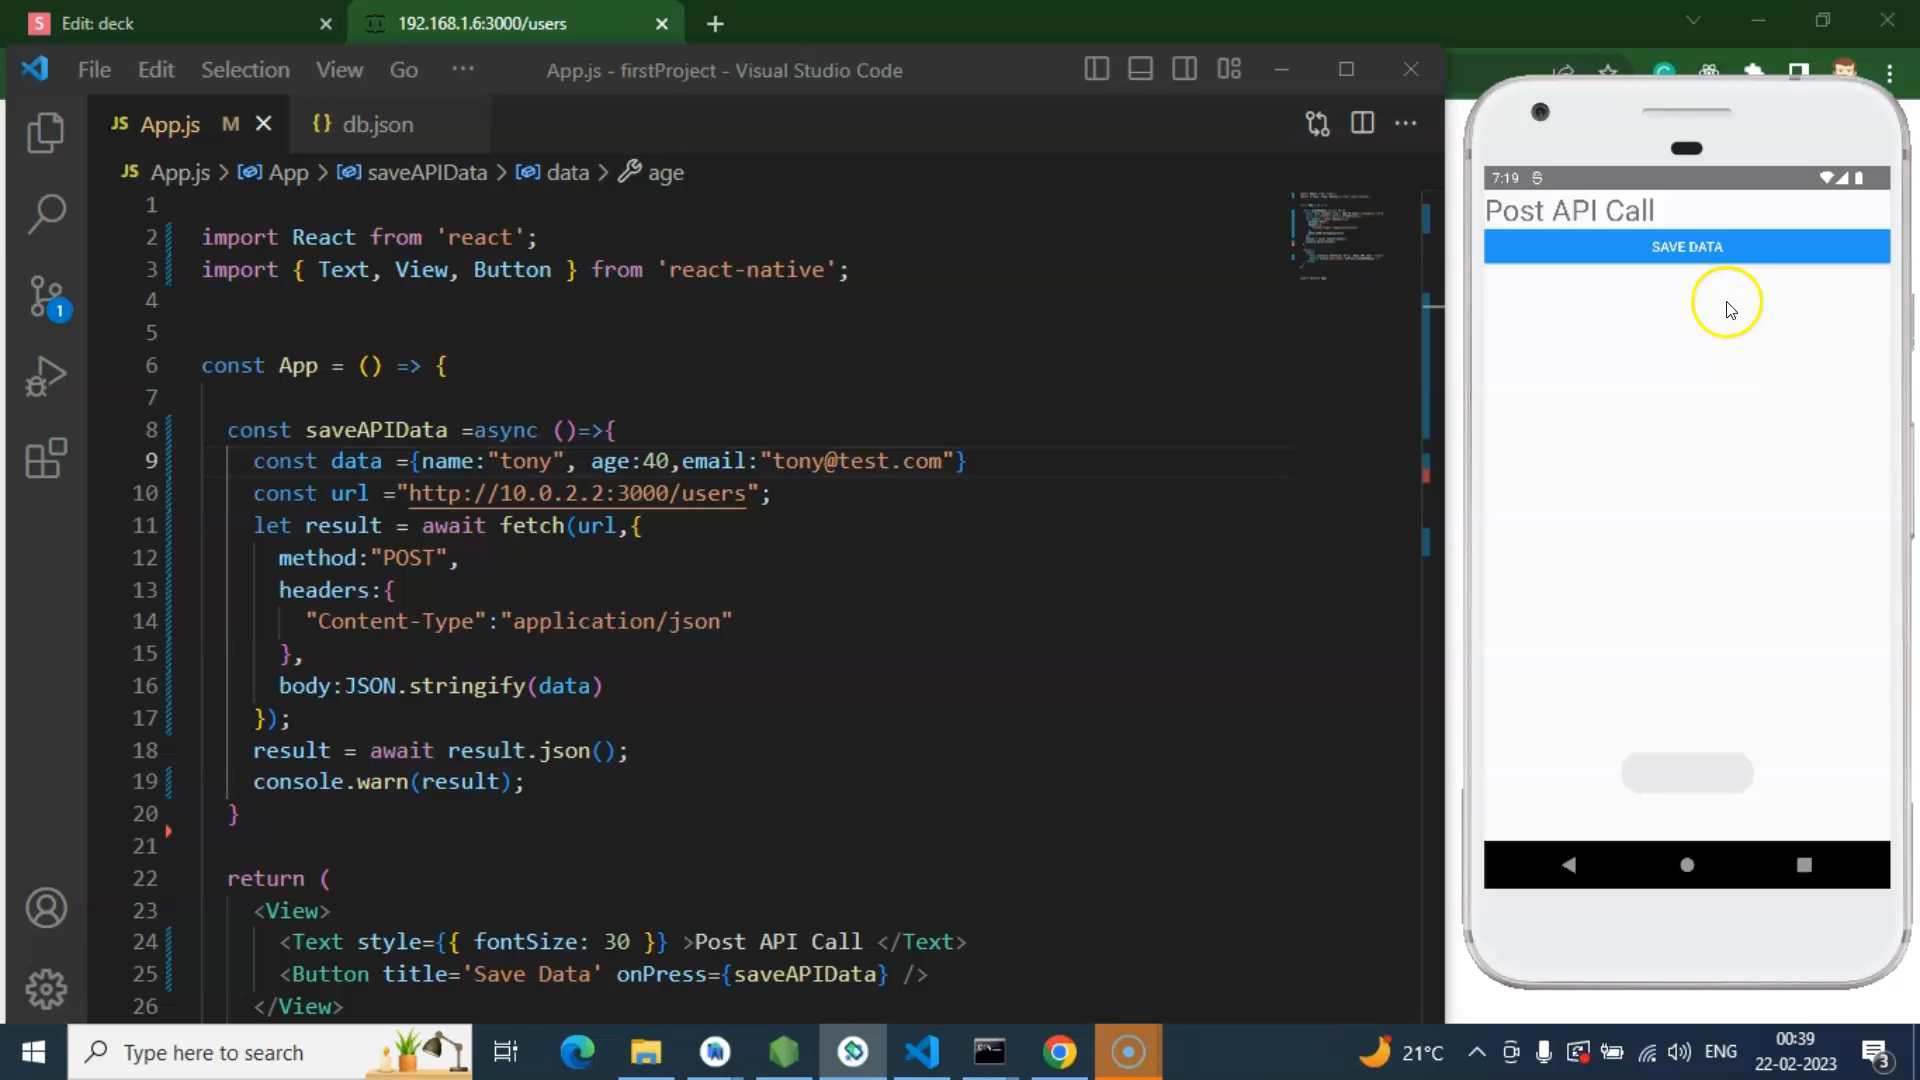 S Edit: deck
192.168.1.6:3000/users
File Edit Selection View Go ··· App.js - firstProject - Visual Studio Code
JS App.js M
{} db.json
JS App.js > App > saveAPIData > data > age
1
2 import React from 'react';
3 import { Text, View, Button } from 'react-native';
4
5
6 const App = () => {
7
8 const saveAPIData =async ()=>{
9 const data ={name:"tony", age:40,email:"tony@test.com"}
10 const url ="http://10.0.2.2:3000/users";
11 let result = await fetch(url,{
12 method:"POST",
13 headers:{
14 "Content-Type":"application/json"
15 },
16 body:JSON.stringify(data)
17 });
18 result = await result.json();
19 console.warn(result);
20 }
21
22 return (
23 <View>
24 <Text style={{ fontSize: 30 }} >Post API Call </Text>
25 <Button title='Save Data' onPress={saveAPIData} />
26 </View>
1
7:19
Post API Call
SAVE DATA
Type here to search
21°C
ENG
00:39
22-02-2023
3